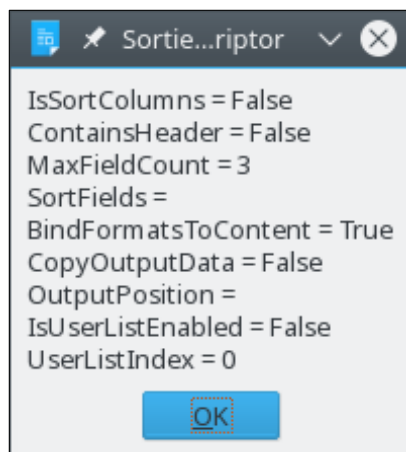 Sortie...riptor
IsSortColumns = False
ContainsHeader = False
MaxFieldCount = 3
SortFields =
BindFormatsToContent = True
CopyOutputData = False
OutputPosition =
IsUserListEnabled = False
UserListIndex = 0
OK